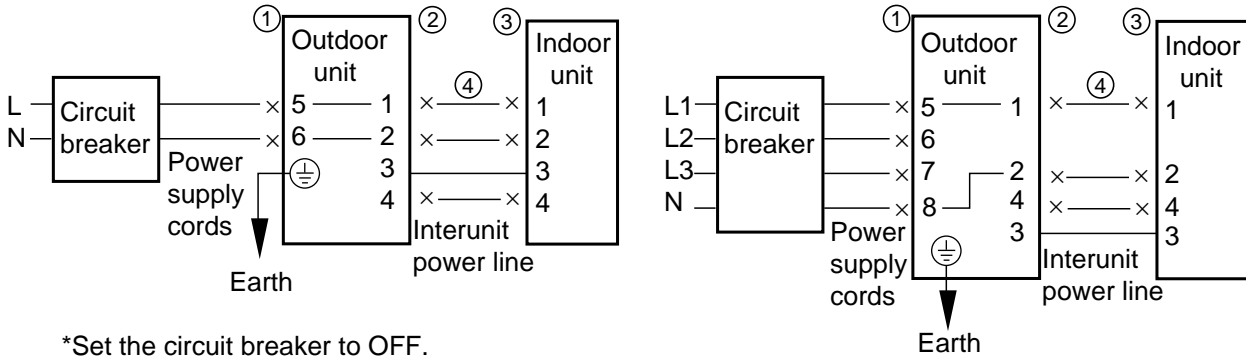 ① Outdoor unit ② ③ Indoor unit
④
L Circuit breaker × 5 1 × × 1
N × 6 2 × × 2
3 3
4 × × 4
Power supply cords
Interunit power line
Earth
① Outdoor unit ② ③ Indoor unit
④
L1 Circuit breaker × 5 1 × × 1
L2 × 6
L3 × 7 2 × × 2
N × 8 4 × × 4
3 3
Power supply cords
Interunit power line
Earth
*Set the circuit breaker to OFF.